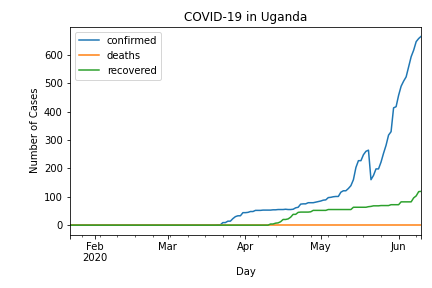 COVID-19 in Uganda
confirmed
deaths
recovered
Number of Cases
600
500
400
300
200
100
0
Feb
2020
Mar
Apr
May
Jun
Day